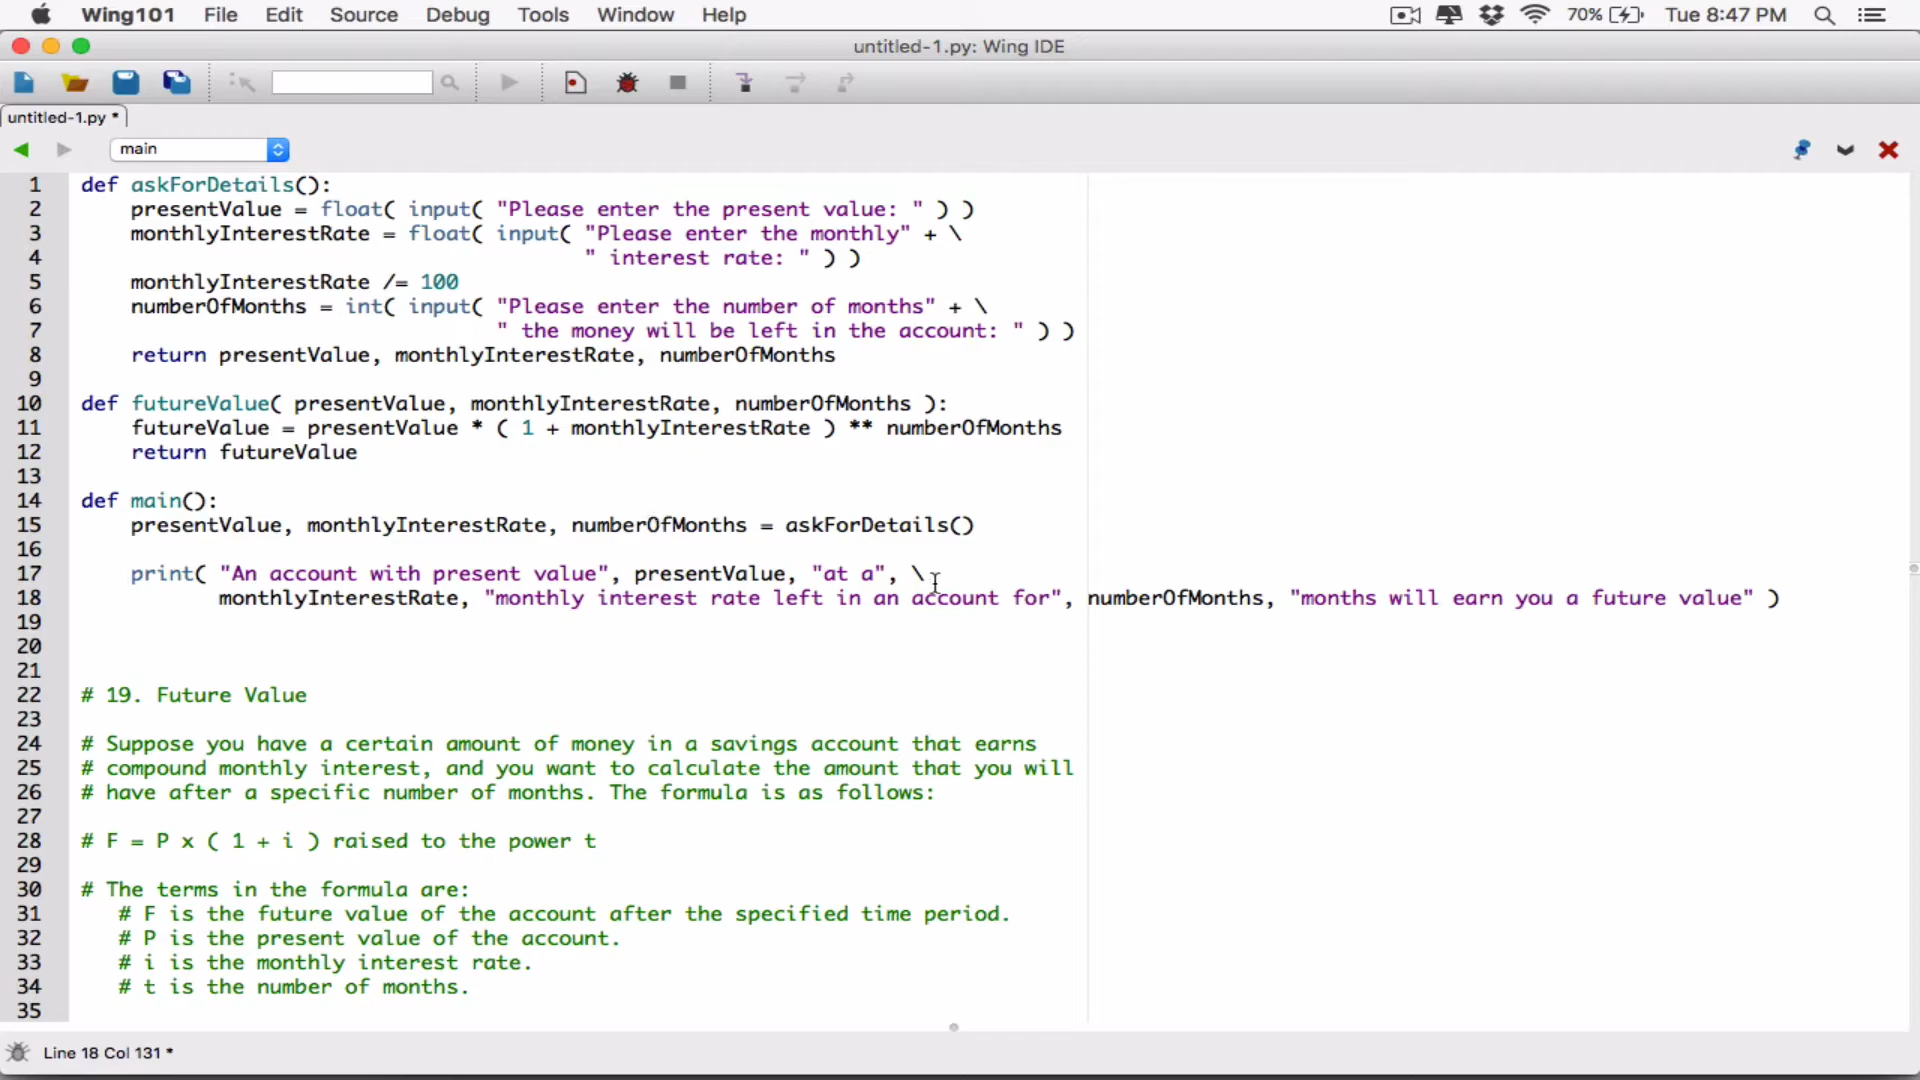 Wing101 File Edit Source Debug Tools Window Help 70% Tue 8:47 PM
untitled-1.py: Wing IDE
untitled-1.py *
main
1 def askForDetails():
2 presentValue = float( input( "Please enter the present value: " ) )
3 monthlyInterestRate = float( input( "Please enter the monthly" + \
4 " interest rate: " ) )
5 monthlyInterestRate /= 100
6 numberOfMonths = int( input( "Please enter the number of months" + \
7 " the money will be left in the account: " ) )
8 return presentValue, monthlyInterestRate, numberOfMonths
9
10 def futureValue( presentValue, monthlyInterestRate, numberOfMonths ):
11 futureValue = presentValue * ( 1 + monthlyInterestRate ) ** numberOfMonths
12 return futureValue
13
14 def main():
15 presentValue, monthlyInterestRate, numberOfMonths = askForDetails()
16
17 print( "An account with present value", presentValue, "at a", \
18 monthlyInterestRate, "monthly interest rate left in an account for", numberOfMonths, "months will earn you a future value" )
19
20
21
22 # 19. Future Value
23
24 # Suppose you have a certain amount of money in a savings account that earns
25 # compound monthly interest, and you want to calculate the amount that you will
26 # have after a specific number of months. The formula is as follows:
27
28 # F = P x ( 1 + i ) raised to the power t
29
30 # The terms in the formula are:
31 # F is the future value of the account after the specified time period.
32 # P is the present value of the account.
33 # i is the monthly interest rate.
34 # t is the number of months.
35
Line 18 Col 131 *